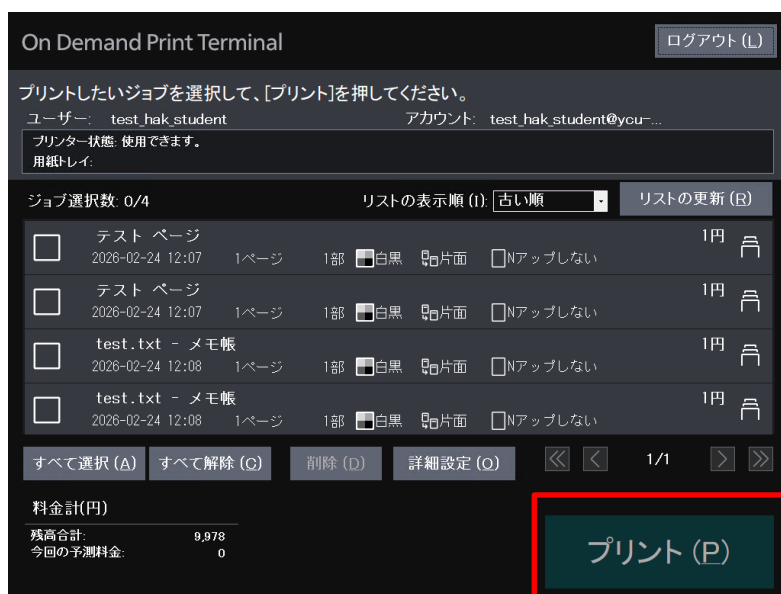 On Demand Print Terminal
ログアウト(L)
プリントしたいジョブを選択して、[プリント]を押してください。
ユーザー: test_hak_student アカウント: test_hak_student@ycu-...
プリンター状態: 使用できます。
用紙トレイ:
ジョブ選択数: 0/4 リストの表示順(I): 古い順 リストの更新(R)
テスト ページ 1円
2026-02-24 12:07 1ページ 1部 白黒 片面 Nアップしない
テスト ページ 1円
2026-02-24 12:07 1ページ 1部 白黒 片面 Nアップしない
test.txt - メモ帳 1円
2026-02-24 12:08 1ページ 1部 白黒 片面 Nアップしない
test.txt - メモ帳 1円
2026-02-24 12:08 1ページ 1部 白黒 片面 Nアップしない
すべて選択(A) すべて解除(C) 削除(D) 詳細設定(O) 1/1
料金計(円)
残高合計: 9,978
今回の予測料金: 0
プリント(P)